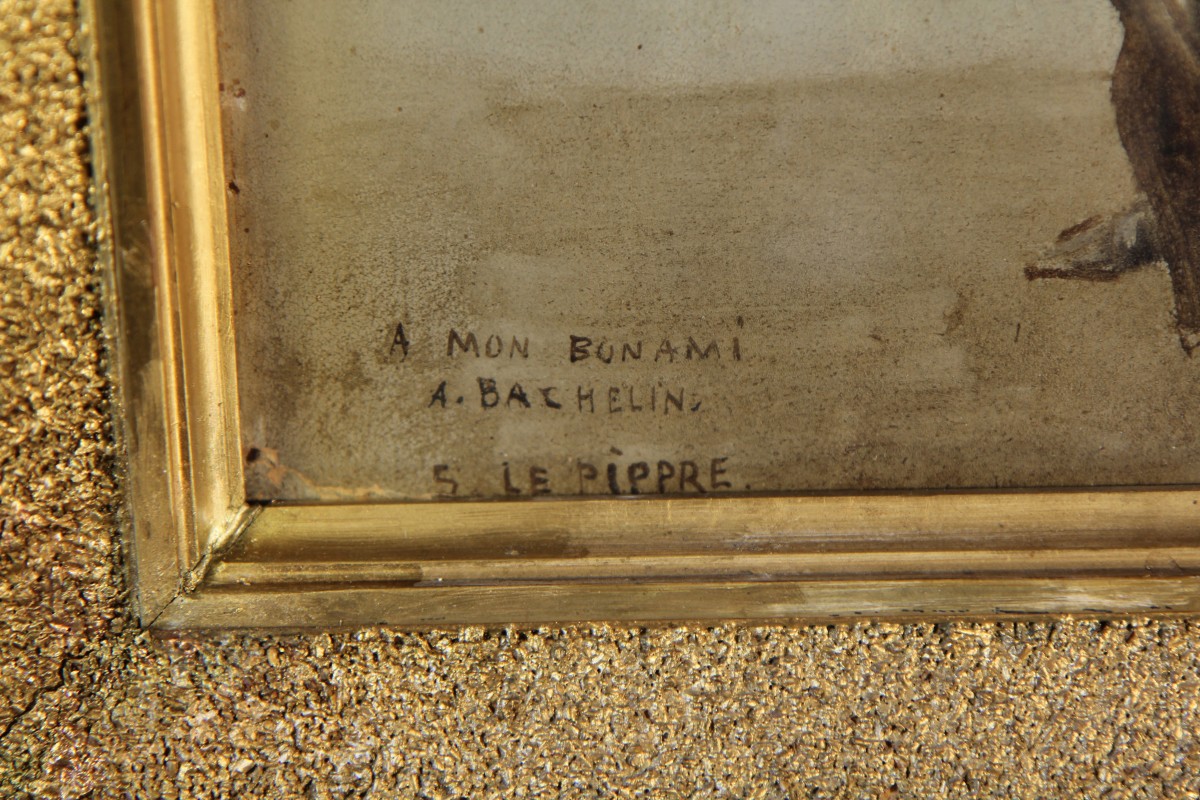 A MON BONAMI
A. BACHELIN.
S. LE PIPPRE.